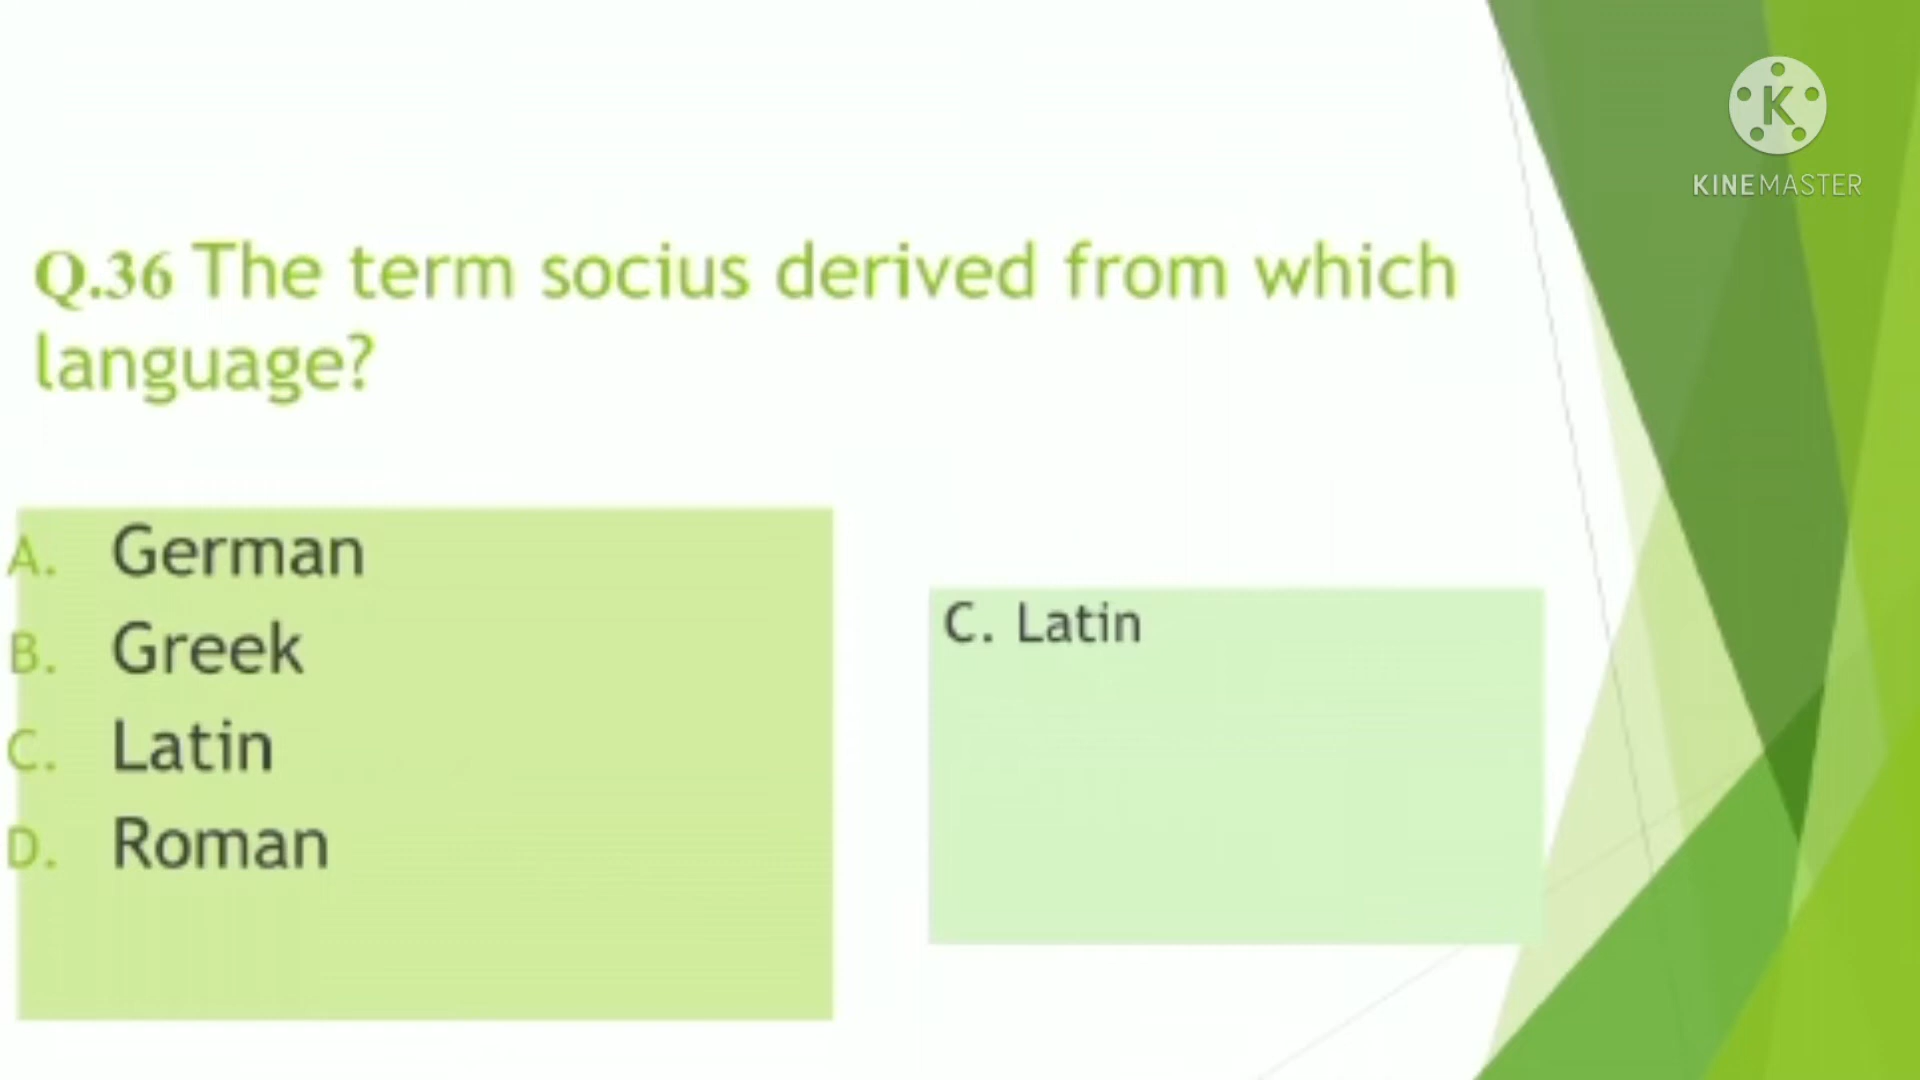 KINEMASTER
Q.36 The term socius derived from which
language?
A. German
B. Greek
C. Latin
D. Roman
C. Latin